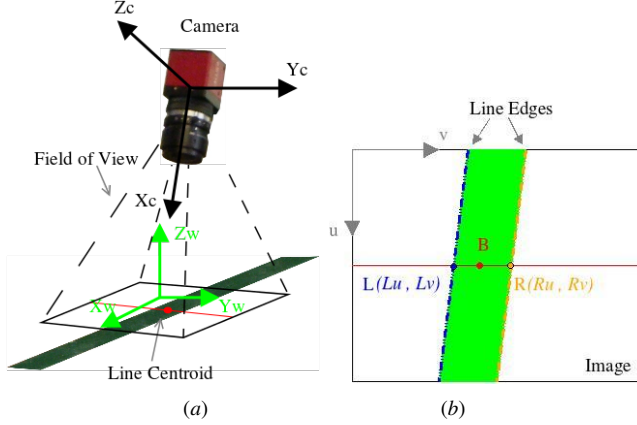 Zc
Camera
Yc
Field of View
Xc
Zw
Xw
Yw
Line Centroid
(a)
Line Edges
v
u
B
L(Lu , Lv)
R(Ru , Rv)
Image
(b)